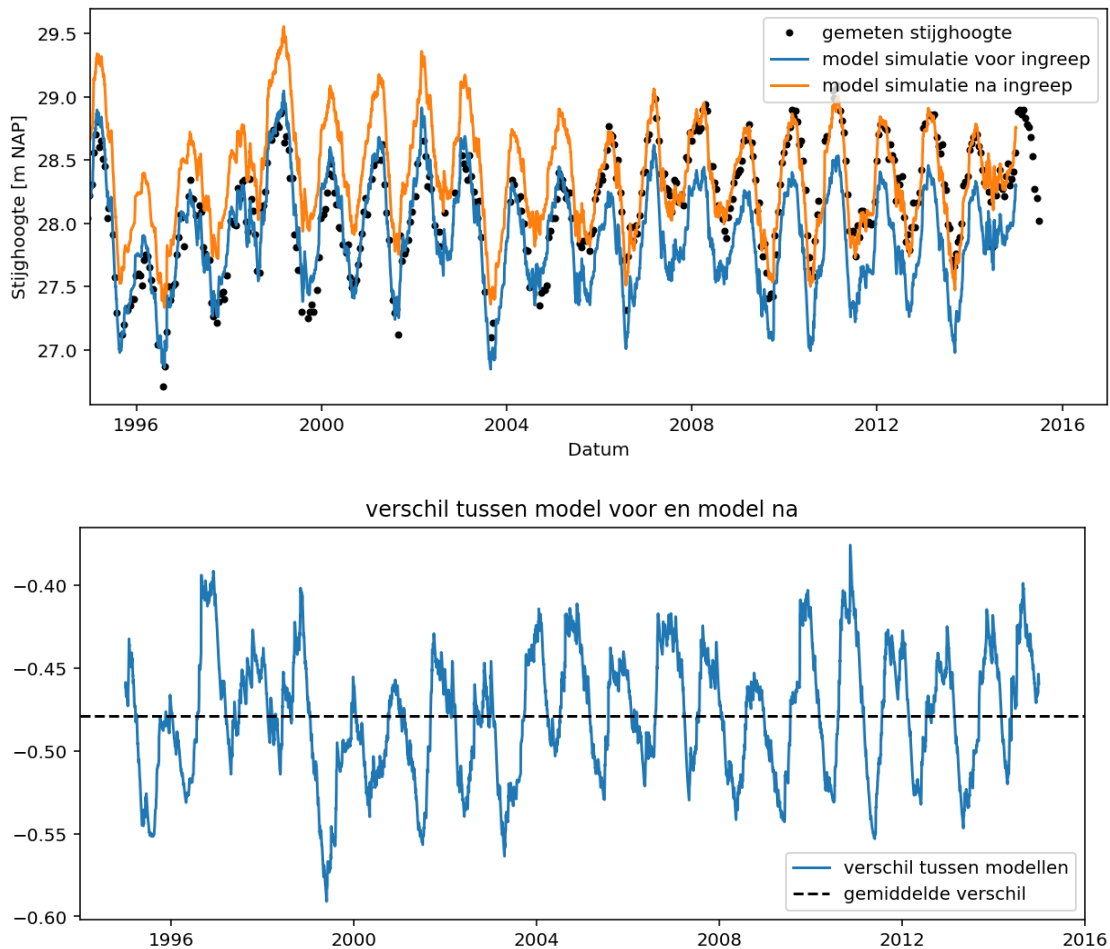 29.5
29.0
28.5
28.0
27.5
27.0
Stijghoogte [m NAP]
gemeten stijghoogte
model simulatie voor ingreep
model simulatie na ingreep
1996
2000
2004
2008
2012
2016
Datum
verschil tussen model voor en model na
−0.40
−0.45
−0.50
−0.55
−0.60
verschil tussen modellen
gemiddelde verschil
1996
2000
2004
2008
2012
2016